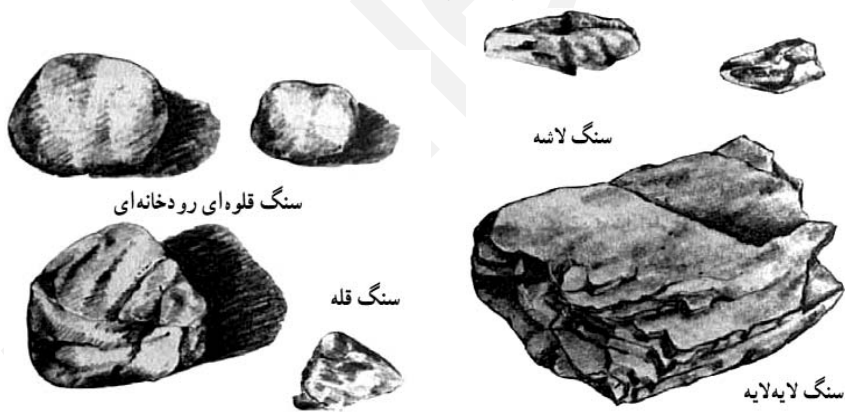 سنگ لاشه
سنگ قلوه‌ای رودخانه‌ای
سنگ قله
سنگ لایه‌لایه